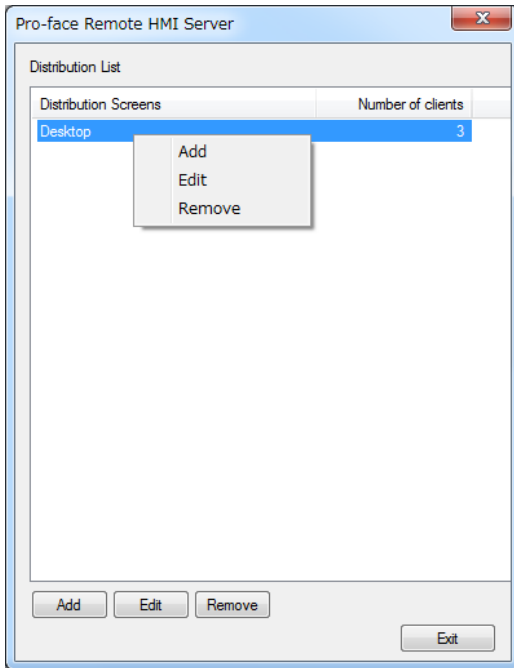 Pro-face Remote HMI Server
Distribution List
Distribution Screens Number of clients
Desktop 3
Add
Edit
Remove
Add Edit Remove
Exit